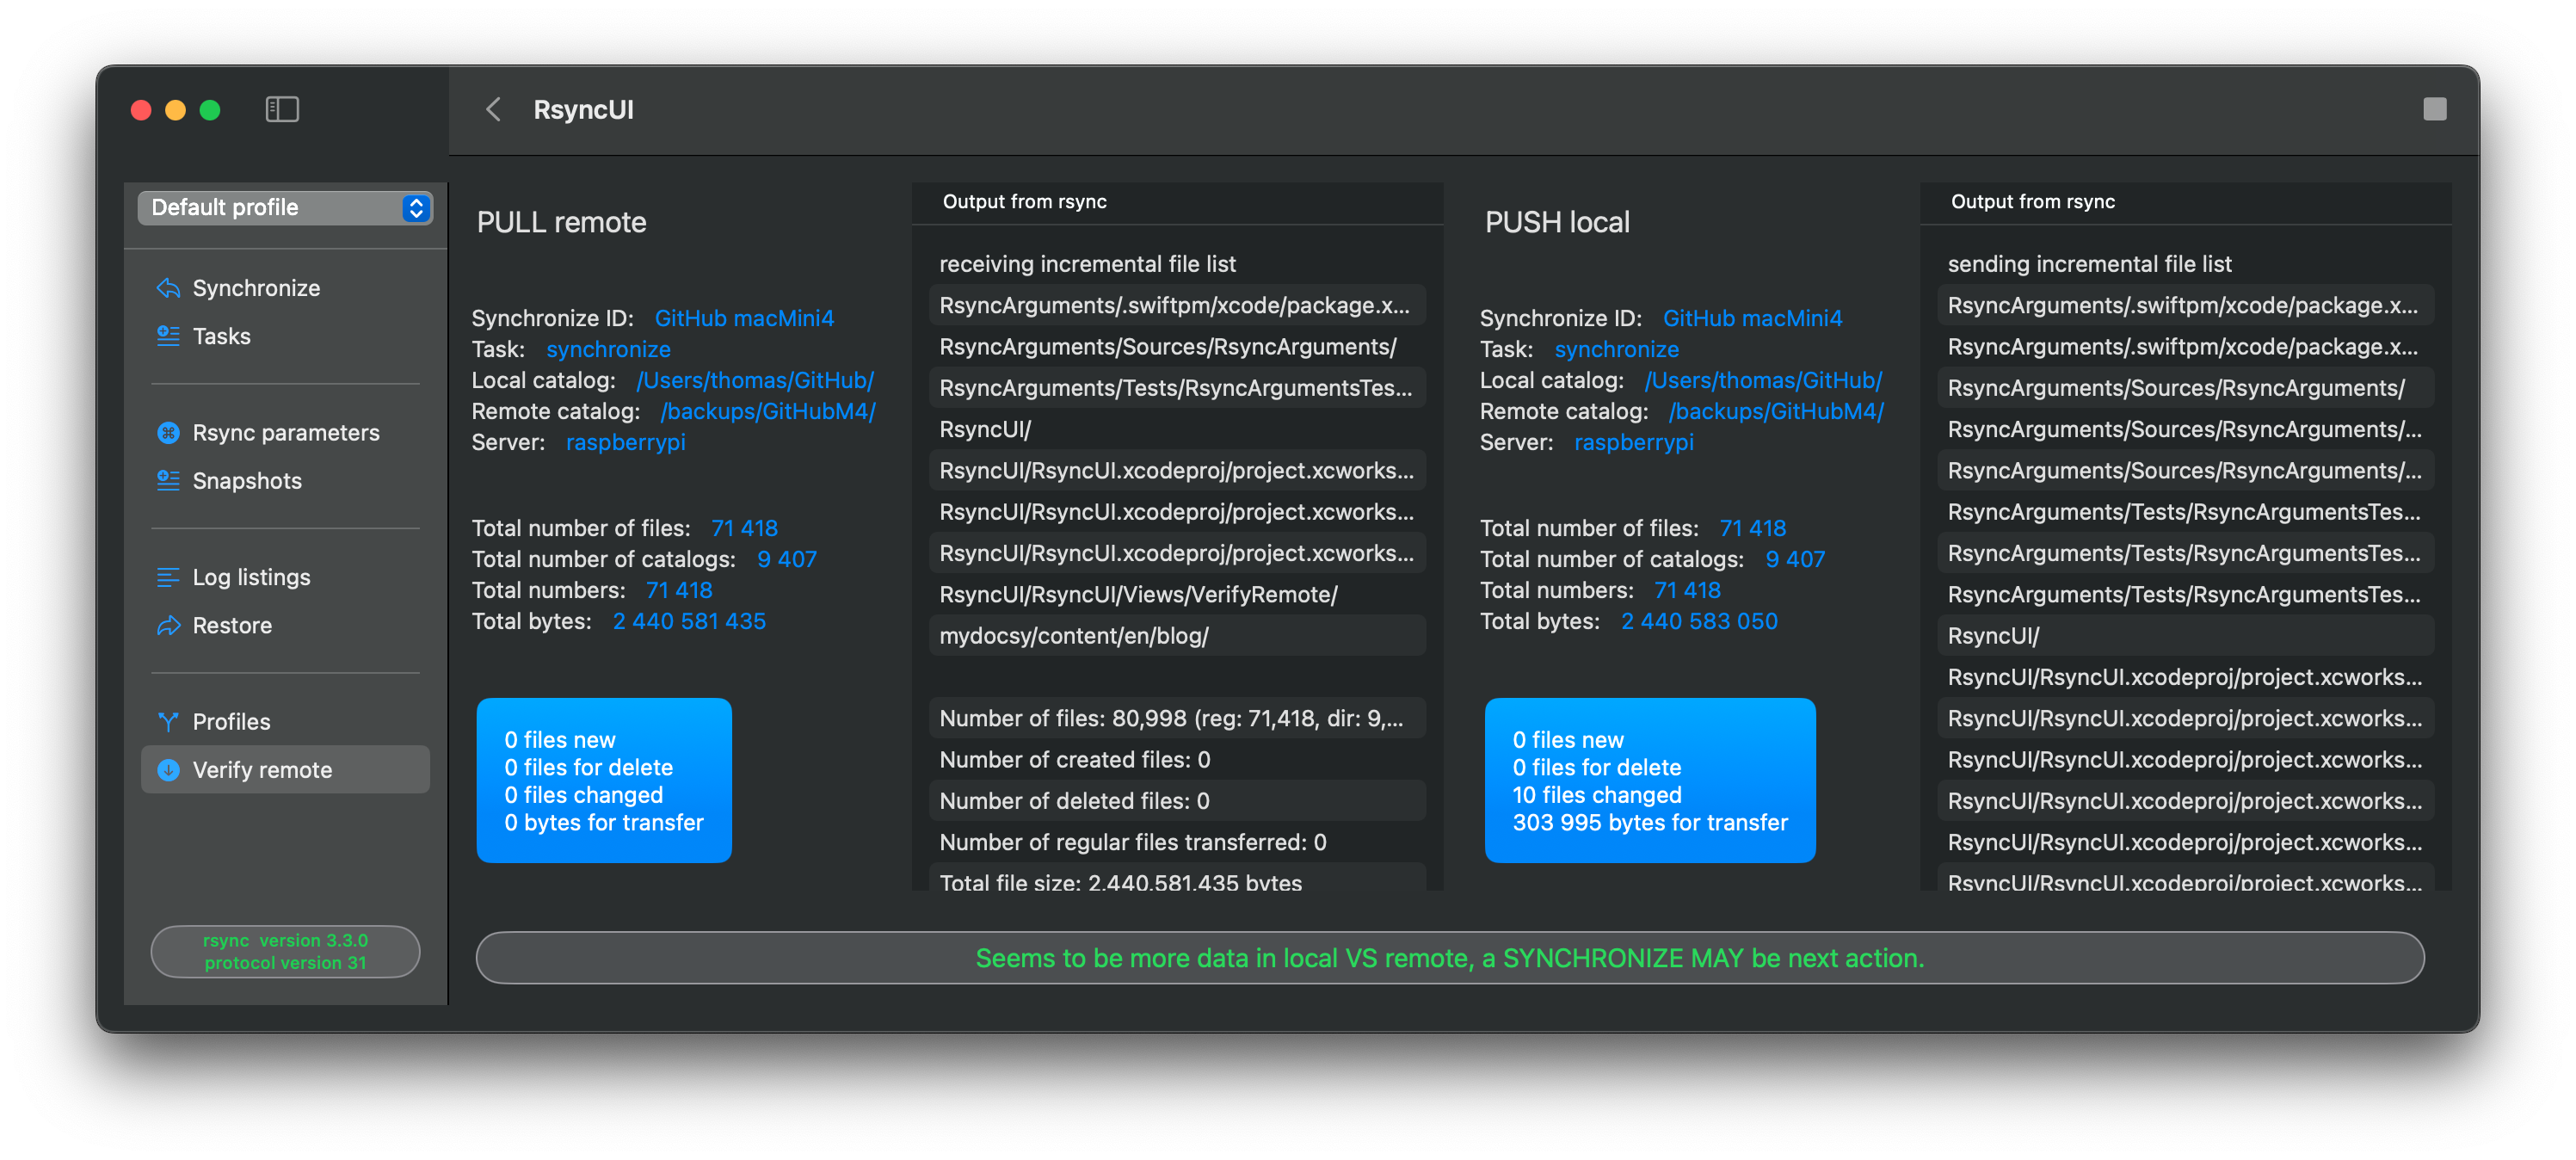 RsyncUI
Default profile
Synchronize
Tasks
Rsync parameters
Snapshots
Log listings
Restore
Profiles
Verify remote
rsync  version 3.3.0
protocol version 31
PULL remote
Synchronize ID: GitHub macMini4
Task: synchronize
Local catalog: /Users/thomas/GitHub/
Remote catalog: /backups/GitHubM4/
Server: raspberrypi
Total number of files: 71 418
Total number of catalogs: 9 407
Total numbers: 71 418
Total bytes: 2 440 581 435
0 files new
0 files for delete
0 files changed
0 bytes for transfer
Output from rsync
receiving incremental file list
RsyncArguments/.swiftpm/xcode/package.x...
RsyncArguments/Sources/RsyncArguments/
RsyncArguments/Tests/RsyncArgumentsTes...
RsyncUI/
RsyncUI/RsyncUI.xcodeproj/project.xcworks...
RsyncUI/RsyncUI.xcodeproj/project.xcworks...
RsyncUI/RsyncUI.xcodeproj/project.xcworks...
RsyncUI/RsyncUI/Views/VerifyRemote/
mydocsy/content/en/blog/
Number of files: 80,998 (reg: 71,418, dir: 9,...
Number of created files: 0
Number of deleted files: 0
Number of regular files transferred: 0
Total file size: 2,440,581,435 bytes
PUSH local
Synchronize ID: GitHub macMini4
Task: synchronize
Local catalog: /Users/thomas/GitHub/
Remote catalog: /backups/GitHubM4/
Server: raspberrypi
Total number of files: 71 418
Total number of catalogs: 9 407
Total numbers: 71 418
Total bytes: 2 440 583 050
0 files new
0 files for delete
10 files changed
303 995 bytes for transfer
Output from rsync
sending incremental file list
RsyncArguments/.swiftpm/xcode/package.x...
RsyncArguments/.swiftpm/xcode/package.x...
RsyncArguments/Sources/RsyncArguments/
RsyncArguments/Sources/RsyncArguments/...
RsyncArguments/Sources/RsyncArguments/...
RsyncArguments/Tests/RsyncArgumentsTes...
RsyncArguments/Tests/RsyncArgumentsTes...
RsyncArguments/Tests/RsyncArgumentsTes...
RsyncUI/
RsyncUI/RsyncUI.xcodeproj/project.xcworks...
RsyncUI/RsyncUI.xcodeproj/project.xcworks...
RsyncUI/RsyncUI.xcodeproj/project.xcworks...
RsyncUI/RsyncUI.xcodeproj/project.xcworks...
RsyncUI/RsyncUI.xcodeproj/project.xcworks...
RsyncUI/RsyncUI.xcodeproj/project.xcworks...
Seems to be more data in local VS remote, a SYNCHRONIZE MAY be next action.